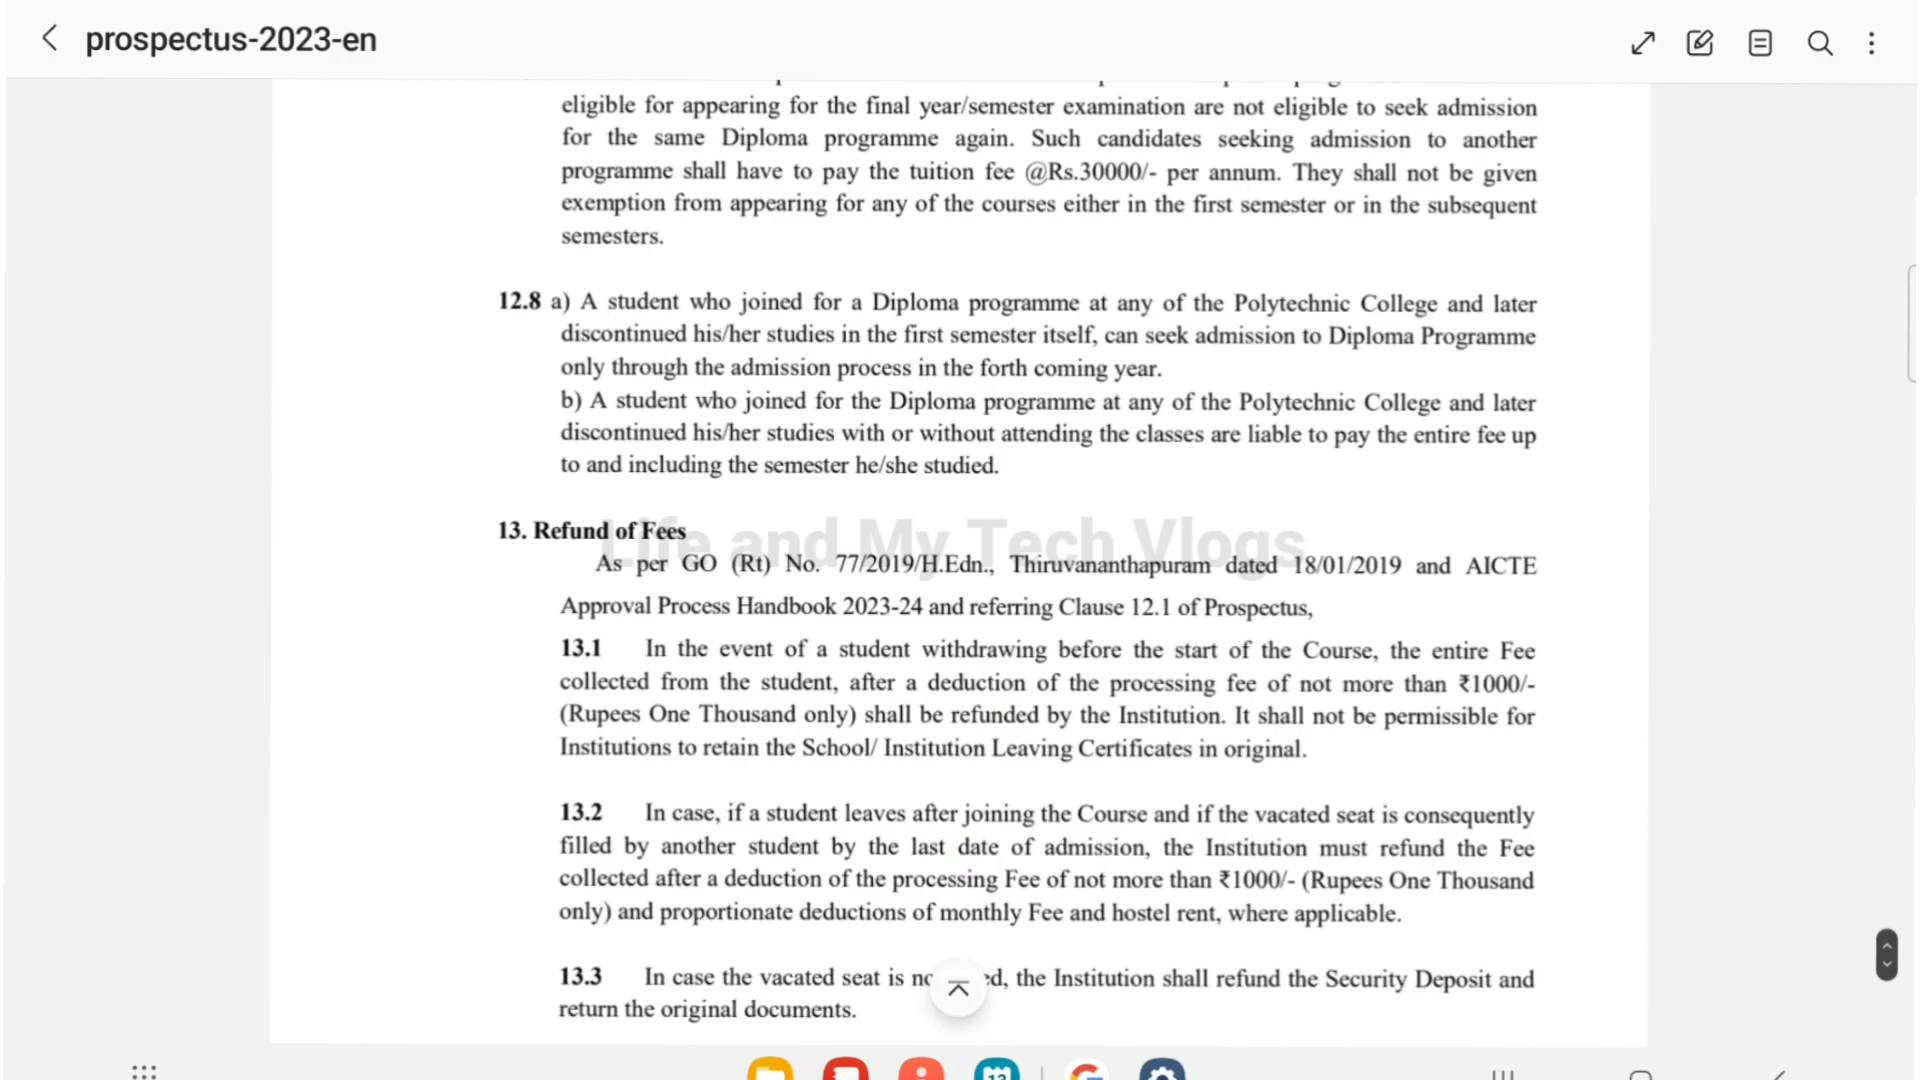 prospectus-2023-en
eligible for appearing for the final year/semester examination are not eligible to seek admission
for the same Diploma programme again. Such candidates seeking admission to another
programme shall have to pay the tuition fee @Rs.30000/- per annum. They shall not be given
exemption from appearing for any of the courses either in the first semester or in the subsequent
semesters.
12.8 a) A student who joined for a Diploma programme at any of the Polytechnic College and later
discontinued his/her studies in the first semester itself, can seek admission to Diploma Programme
only through the admission process in the forth coming year.
b) A student who joined for the Diploma programme at any of the Polytechnic College and later
discontinued his/her studies with or without attending the classes are liable to pay the entire fee up
to and including the semester he/she studied.
13. Refund of Fees
Life and My Tech Vlogs
As per GO (Rt) No. 77/2019/H.Edn., Thiruvananthapuram dated 18/01/2019 and AICTE
Approval Process Handbook 2023-24 and referring Clause 12.1 of Prospectus,
13.1 In the event of a student withdrawing before the start of the Course, the entire Fee
collected from the student, after a deduction of the processing fee of not more than ₹1000/-
(Rupees One Thousand only) shall be refunded by the Institution. It shall not be permissible for
Institutions to retain the School/ Institution Leaving Certificates in original.
13.2 In case, if a student leaves after joining the Course and if the vacated seat is consequently
filled by another student by the last date of admission, the Institution must refund the Fee
collected after a deduction of the processing Fee of not more than ₹1000/- (Rupees One Thousand
only) and proportionate deductions of monthly Fee and hostel rent, where applicable.
13.3 In case the vacated seat is the Institution shall refund the Security Deposit and
return the original documents.